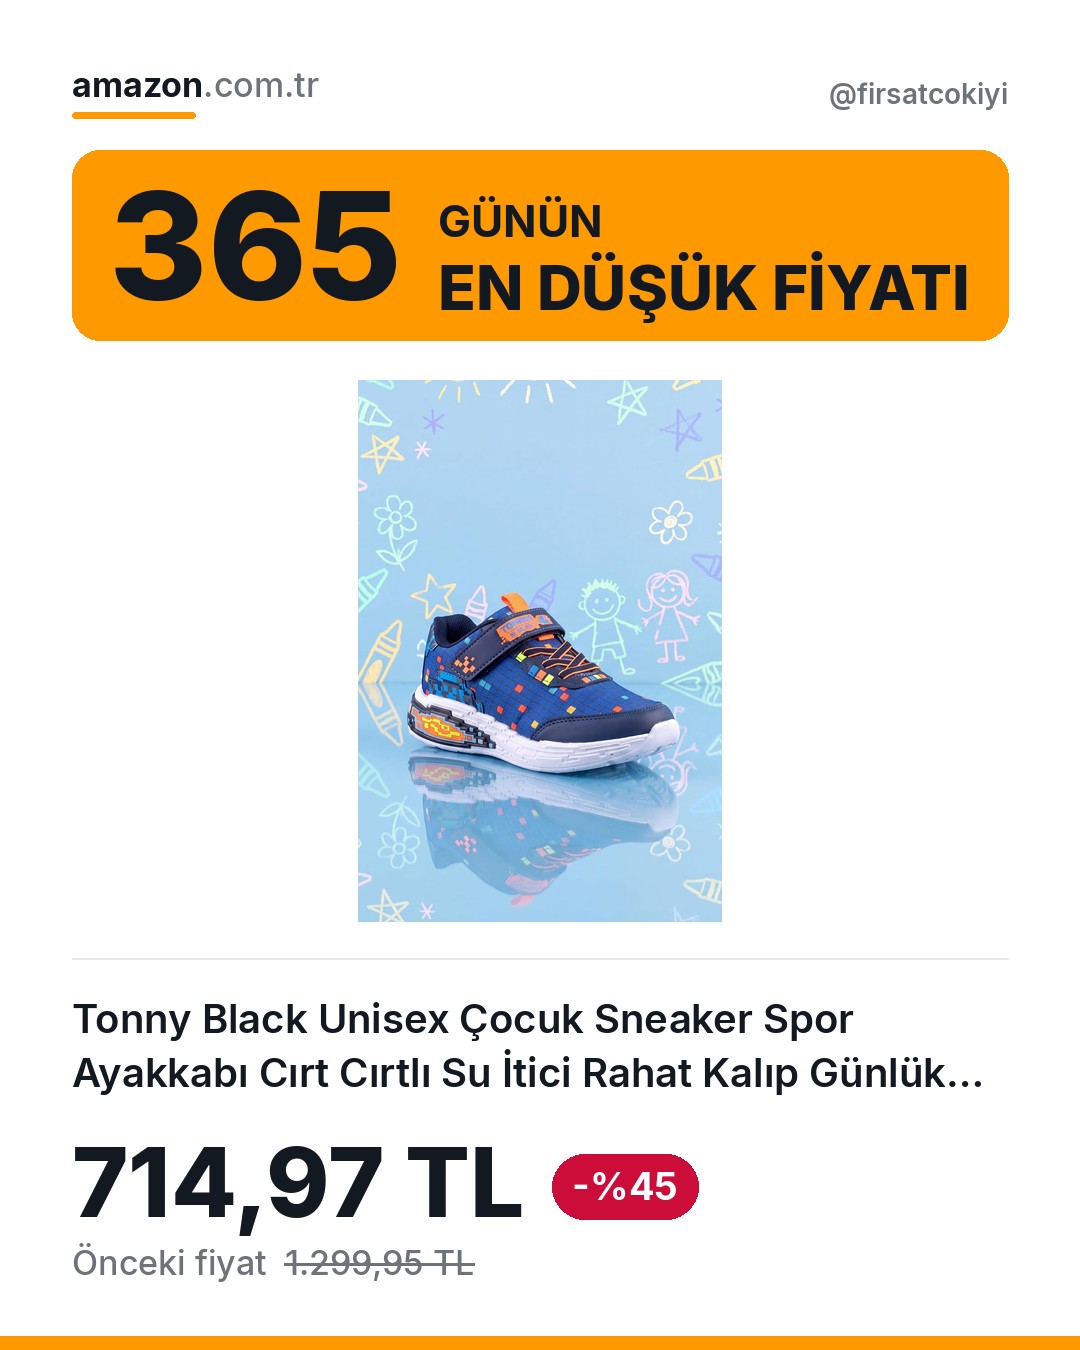 amazon.com.tr
@firsatcokiyi
365 GÜNÜN
EN DÜŞÜK FİYATI
Tonny Black Unisex Çocuk Sneaker Spor
Ayakkabı Cırt Cırtlı Su İtici Rahat Kalıp Günlük...
714,97 TL -%45
Önceki fiyat 1.299,95 TL